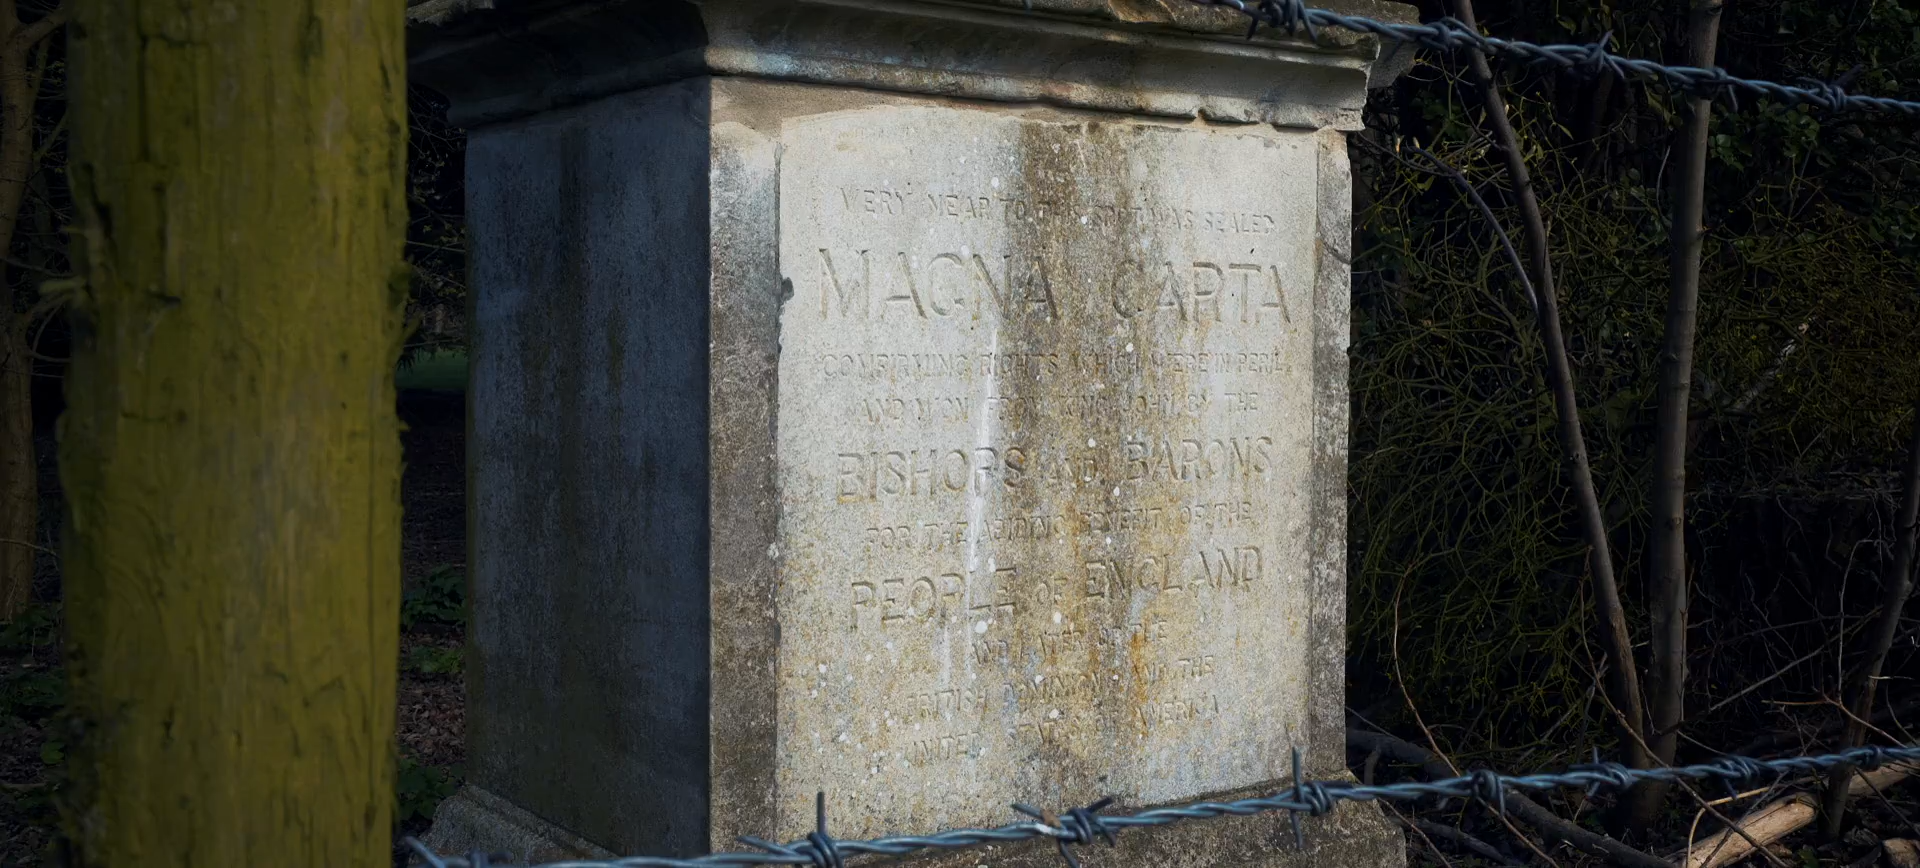 VERY NEAR TO THIS SPOT WAS SEALED
MAGNA CARTA
CONFIRMING RIGHTS WHICH WERE IN PERIL
AND WON FROM KING JOHN BY THE
BISHOPS AND BARONS
FOR THE ABIDING BENEFIT OF THE
PEOPLE OF ENGLAND
AND LATER OF THE
BRITISH DOMINIONS AND THE
UNITED STATES OF AMERICA